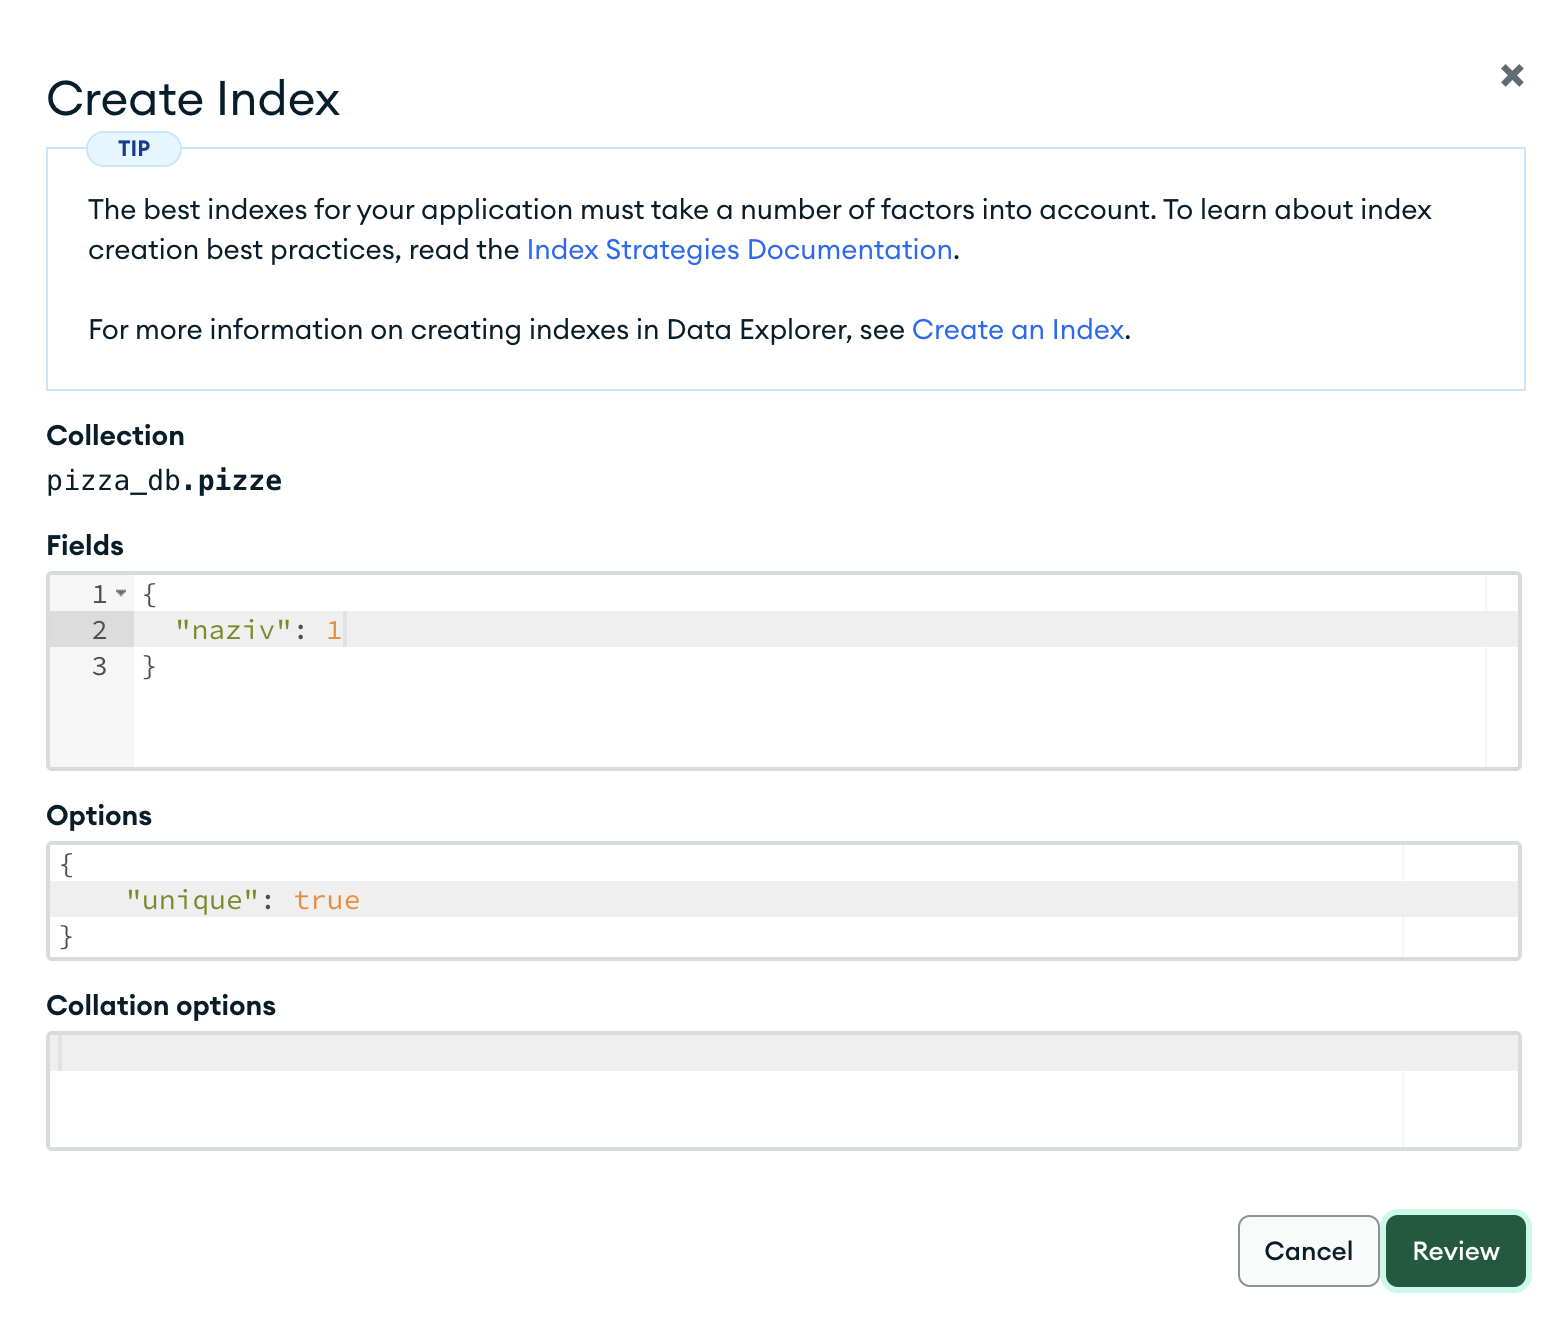 Create Index
TIP
The best indexes for your application must take a number of factors into account. To learn about index
creation best practices, read the Index Strategies Documentation.
For more information on creating indexes in Data Explorer, see Create an Index.
Collection
pizza_db.pizze
Fields
1 {
2 "naziv": 1
3 }
Options
{
"unique": true
}
Collation options
Cancel Review